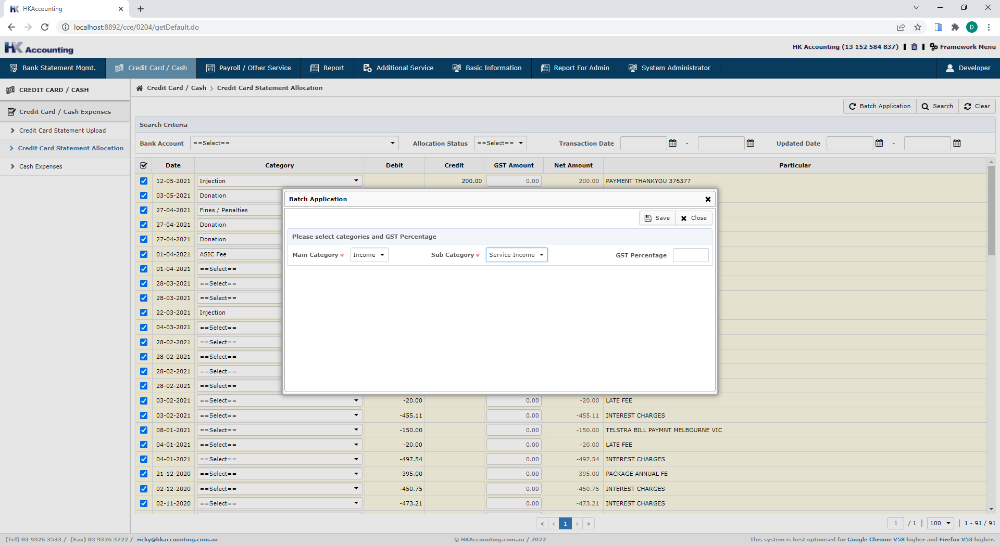 HKAccounting
localhost:8892/cce/0204/getDefault.do
D
HK Accounting
HK Accounting (13 152 584 837) Framework Menu
Bank Statement Mgmt. Credit Card / Cash Payroll / Other Service Report Additional Service Basic Information Report For Admin System Administrator Developer
CREDIT CARD / CASH
Credit Card / Cash Expenses
Credit Card Statement Upload
Credit Card Statement Allocation
Cash Expenses
Credit Card / Cash > Credit Card Statement Allocation
Batch Application Search Clear
Search Criteria
Bank Account ==Select== Allocation Status ==Select== Transaction Date - Updated Date -
Date Category Debit Credit GST Amount Net Amount Particular
12-05-2021 Injection 200.00 0.00 200.00 PAYMENT THANKYOU 376377
03-05-2021 Donation
27-04-2021 Fines / Penalties
27-04-2021 Donation
27-04-2021 Donation
01-04-2021 ASIC Fee
01-04-2021 ==Select==
28-03-2021 ==Select==
28-03-2021 ==Select==
22-03-2021 Injection
04-03-2021 ==Select==
28-02-2021 ==Select==
28-02-2021 ==Select==
28-02-2021 ==Select==
28-02-2021 ==Select==
03-02-2021 ==Select== -20.00 0.00 -20.00 LATE FEE
03-02-2021 ==Select== -455.11 0.00 -455.11 INTEREST CHARGES
08-01-2021 ==Select== -150.00 0.00 -150.00 TELSTRA BILL PAYMNT MELBOURNE VIC
04-01-2021 ==Select== -20.00 0.00 -20.00 LATE FEE
04-01-2021 ==Select== -497.54 0.00 -497.54 INTEREST CHARGES
21-12-2020 ==Select== -395.00 0.00 -395.00 PACKAGE ANNUAL FE
02-12-2020 ==Select== -450.75 0.00 -450.75 INTEREST CHARGES
02-11-2020 ==Select== -473.21 0.00 -473.21 INTEREST CHARGES
Batch Application
Save Close
Please select categories and GST Percentage
Main Category * Income Sub Category * Service Income GST Percentage
« ‹ 1 › »
1 / 1 | 100 | 1 - 91 / 91
(Tel) 03 9326 3533 / (Fax) 03 9326 3722 / ricky@hkaccounting.com.au
© HKAccounting.com.au / 2022
This system is best optimised for Google Chrome V58 higher and Firefox V53 higher.